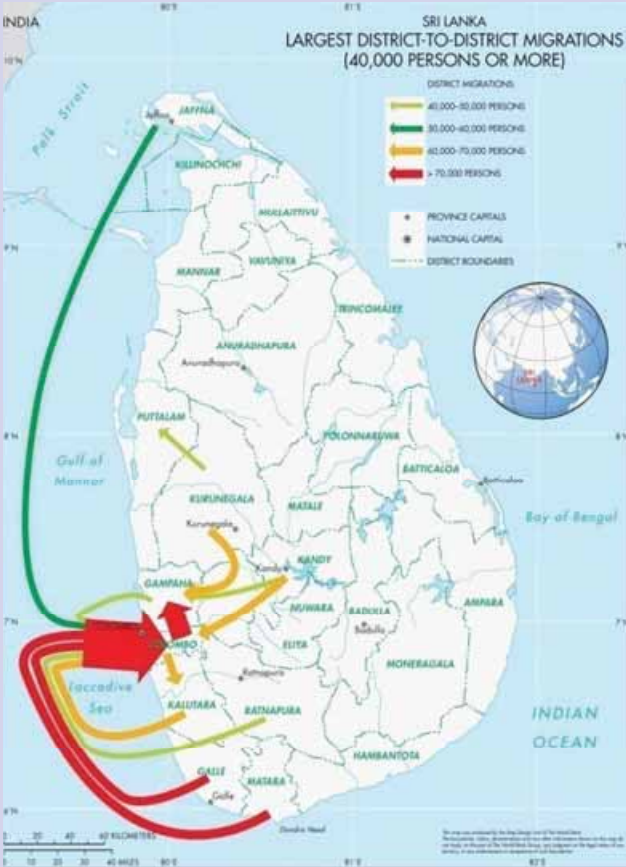 INDIA
SRI LANKA
LARGEST DISTRICT-TO-DISTRICT MIGRATIONS
(40,000 PERSONS OR MORE)
DISTRICT MIGRATIONS:
40,000–50,000 PERSONS
50,000–60,000 PERSONS
60,000–70,000 PERSONS
> 70,000 PERSONS
PROVINCE CAPITALS
NATIONAL CAPITAL
DISTRICT BOUNDARIES
Palk Strait
Jaffna
JAFFNA
KILLINOCHCHI
MULLAITTIVU
VAVUNIYA
MANNAR
TRINCOMALEE
ANURADHAPURA
Anuradhapura
PUTTALAM
POLONNARUWA
BATTICALOA
Batticaloa
Gulf of
Mannar
KURUNEGALA
Kurunegala
MATALE
Bay of Bengal
KANDY
Kandy
GAMPAHA
NUWARA
ELIYA
BADULLA
Badulla
AMPARA
MONERAGALA
Ratnapura
Laccadive
Sea
KALUTARA
RATNAPURA
INDIAN
OCEAN
HAMBANTOTA
GALLE
MATARA
Galle
Dondra Head
60 KILOMETERS
40 MILES